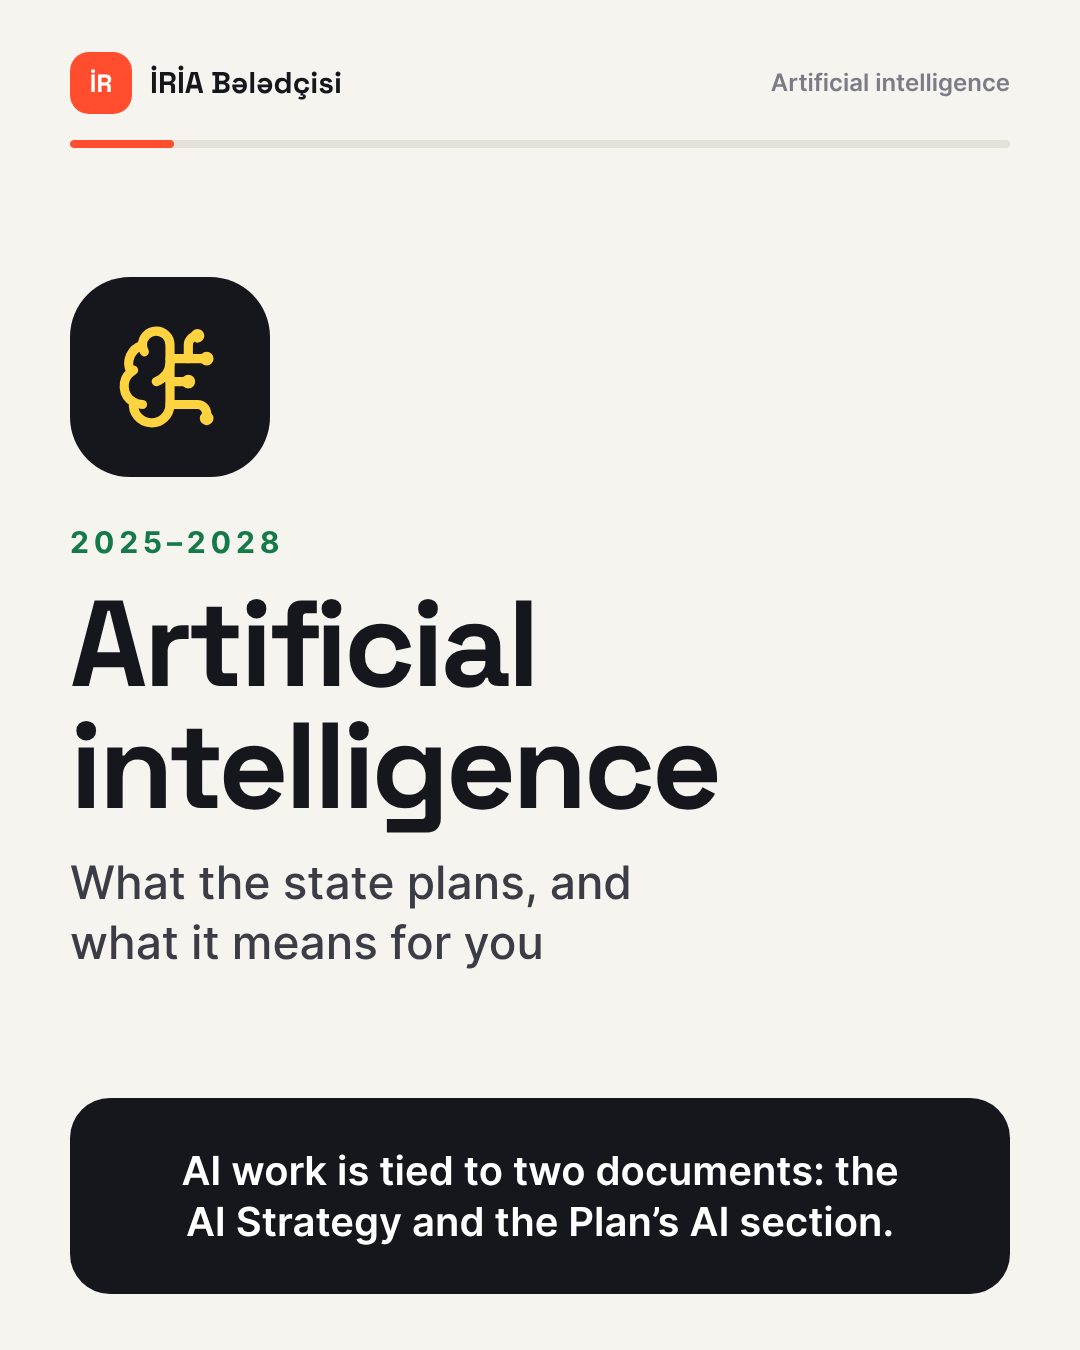 İR
İRİA Bələdçisi
Artificial intelligence
2025–2028
Artificial
intelligence
What the state plans, and
what it means for you
AI work is tied to two documents: the
AI Strategy and the Plan’s AI section.